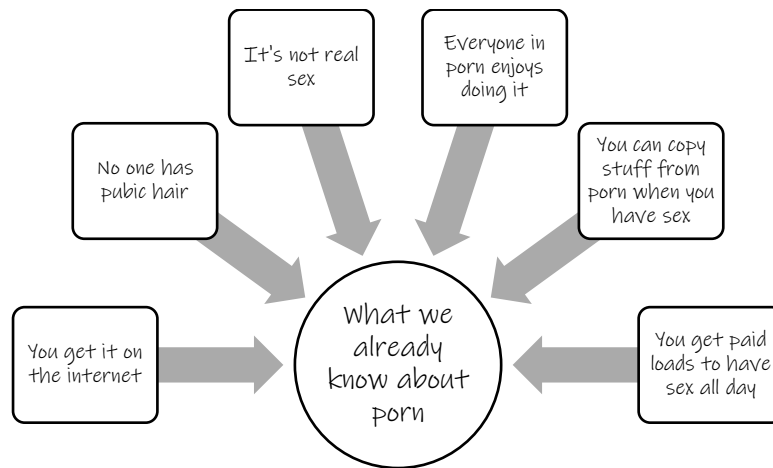 It's not real
sex
Everyone in
porn enjoys
doing it
No one has
pubic hair
You can copy
stuff from
porn when you
have sex
You get it on
the internet
What we
already
know about
porn
You get paid
loads to have
sex all day